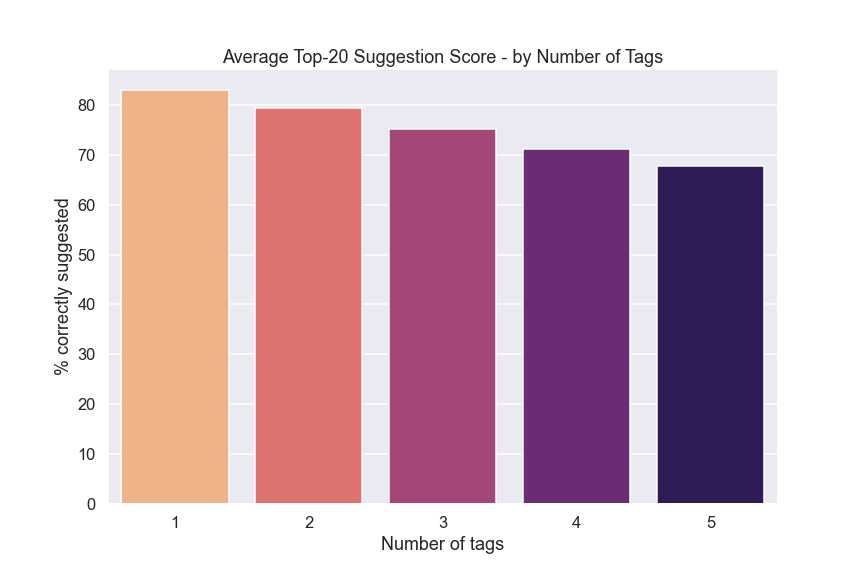 Average Top-20 Suggestion Score - by Number of Tags
% correctly suggested
80
70
60
50
40
30
20
10
0
1 2 3 4 5
Number of tags